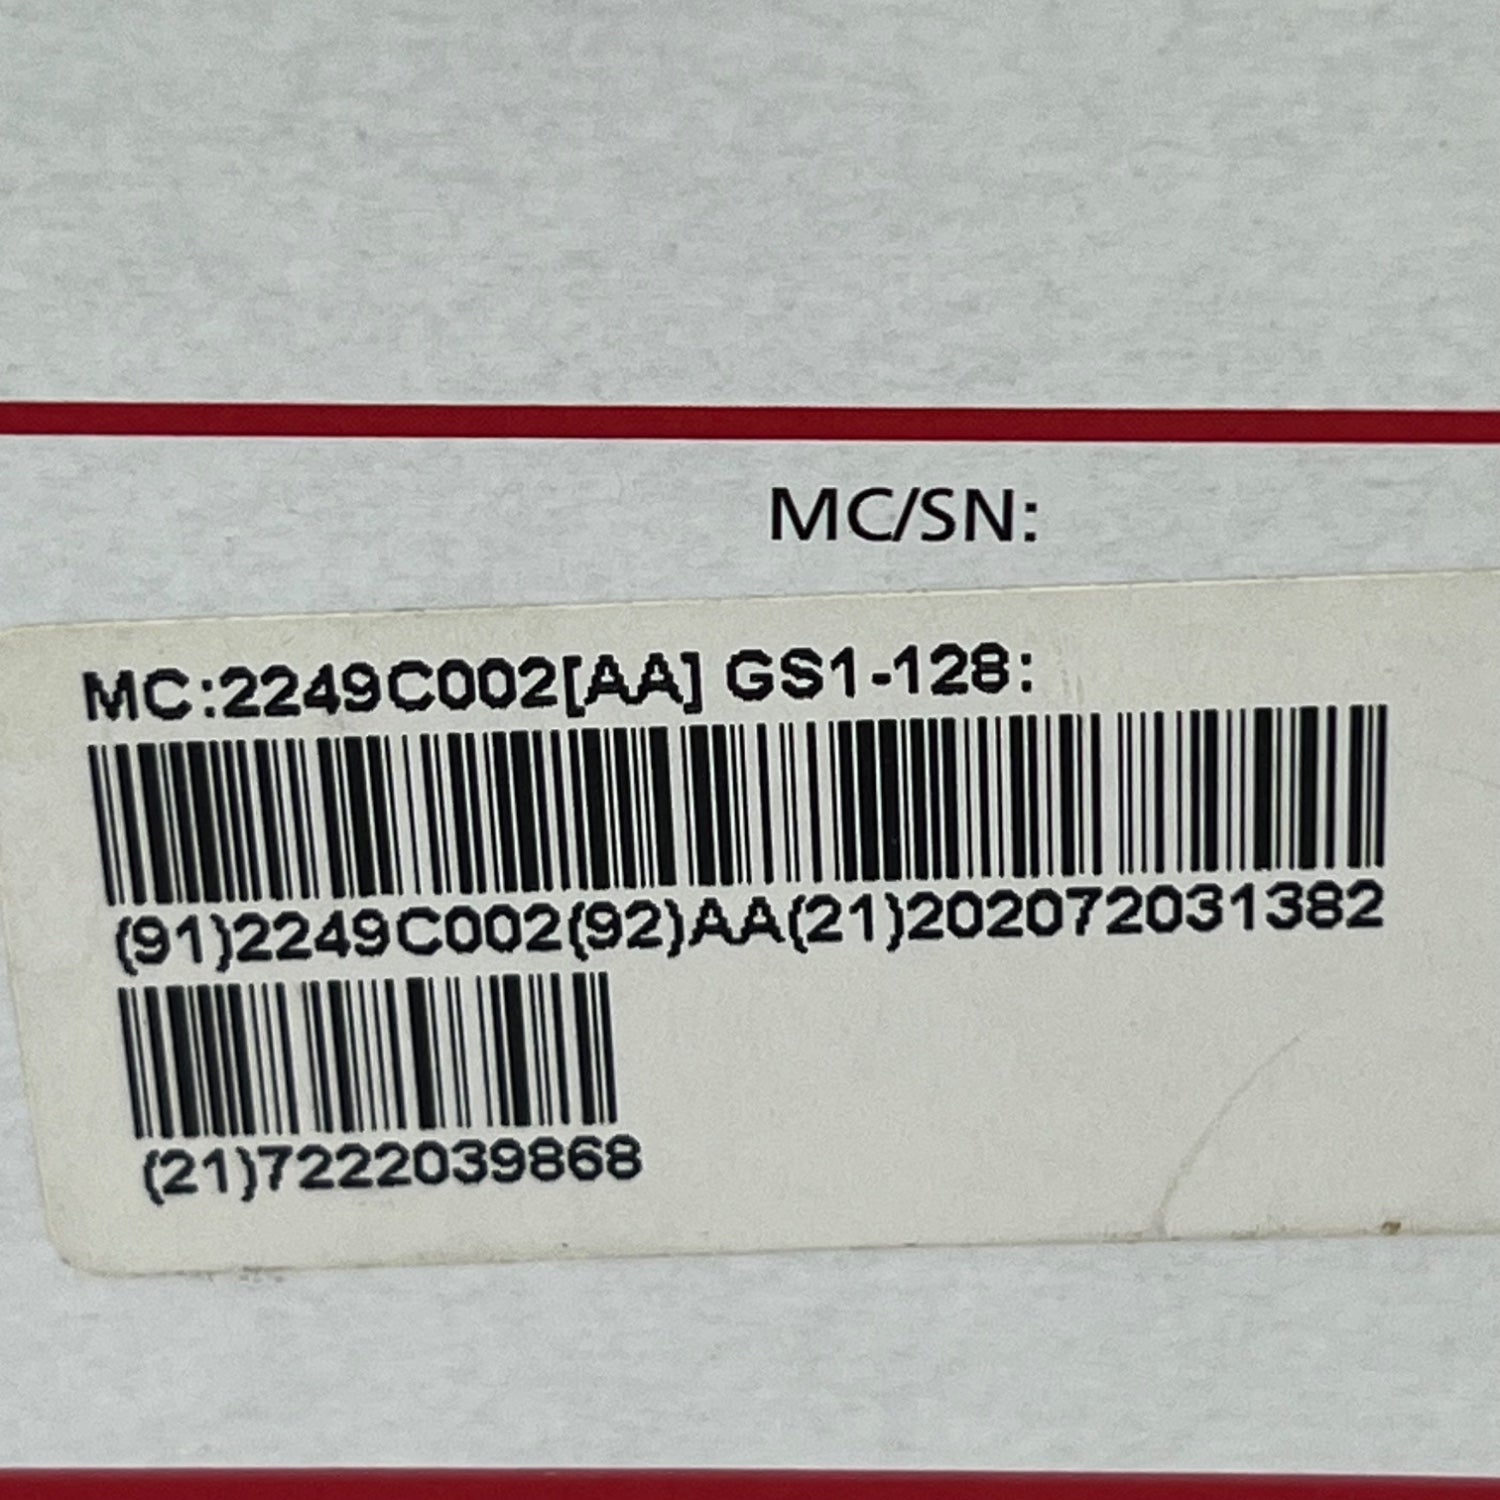 MC/SN:
MC:2249C002[AA] GS1-128:
(91)2249C002(92)AA(21)202072031382
(21)7222039868